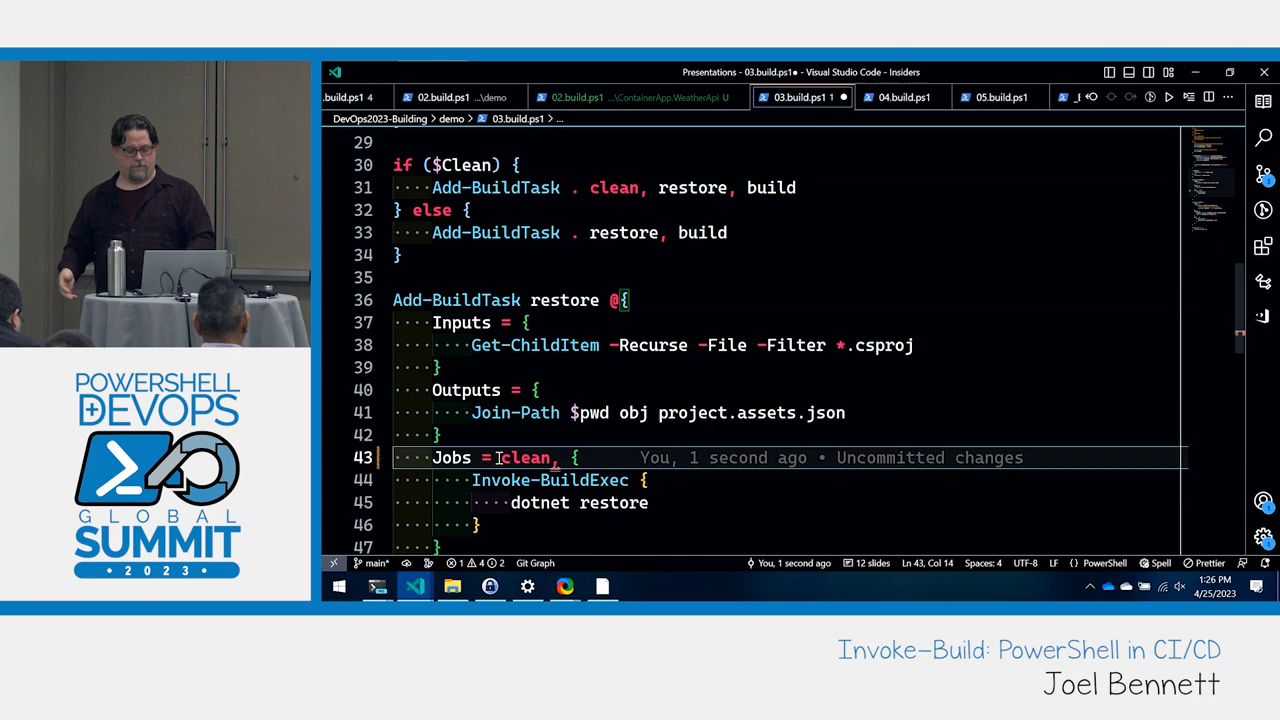 Presentations - 03.build.ps1● - Visual Studio Code - Insiders
.build.ps1 4
02.build.ps1 ...\demo
02.build.ps1 ...\ContainerApp.WeatherApi U
03.build.ps1 1 ●
04.build.ps1
05.build.ps1
DevOps2023-Building > demo > 03.build.ps1 > ...
29
30 if ($Clean) {
31 ····Add-BuildTask . clean, restore, build
32 } else {
33 ····Add-BuildTask . restore, build
34 }
35
36 Add-BuildTask restore @{
37 ····Inputs = {
38 ········Get-ChildItem -Recurse -File -Filter *.csproj
39 ····}
40 ····Outputs = {
41 ········Join-Path $pwd obj project.assets.json
42 ····}
43 ····Jobs = clean, { You, 1 second ago • Uncommitted changes
44 ········Invoke-BuildExec {
45 ············dotnet restore
46 ········}
47 ····}
main* 1 4 2 Git Graph You, 1 second ago 12 slides Ln 43, Col 14 Spaces: 4 UTF-8 LF {} PowerShell Spell Prettier
1:26 PM
4/25/2023
POWERSHELL
+DEVOPS
GLOBAL
SUMMIT
•2023•
Invoke-Build: PowerShell in CI/CD
Joel Bennett